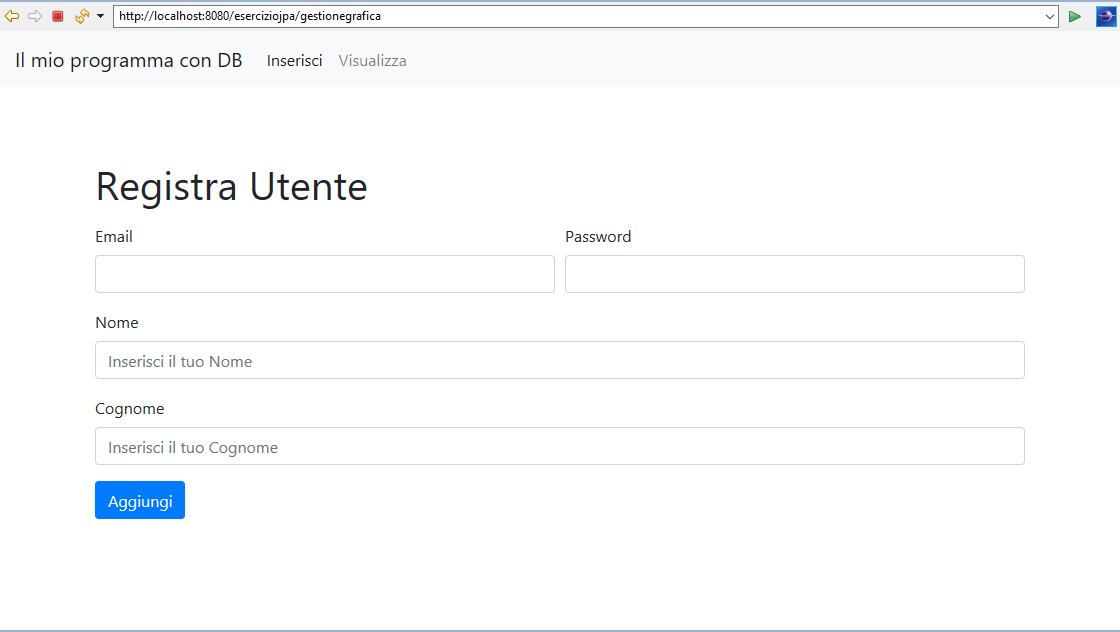 http://localhost:8080/eserciziojpa/gestionegrafica
Il mio programma con DB Inserisci Visualizza
Registra Utente
Email Password
Nome
Inserisci il tuo Nome
Cognome
Inserisci il tuo Cognome
Aggiungi